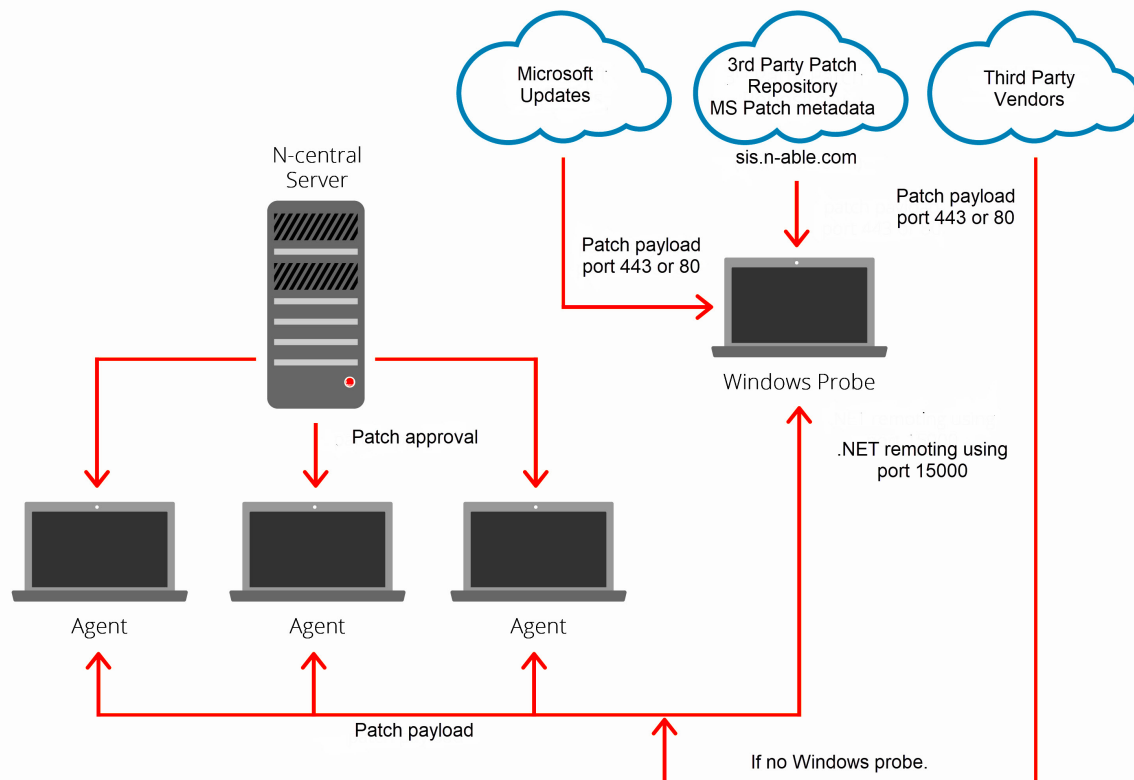 Microsoft
Updates
3rd Party Patch
Repository
MS Patch metadata
sis.n-able.com
Third Party
Vendors
N-central
Server
Patch payload
port 443 or 80
Patch payload
port 443 or 80
Windows Probe
Patch approval
.NET remoting using
port 15000
Agent
Agent
Agent
Patch payload
If no Windows probe.